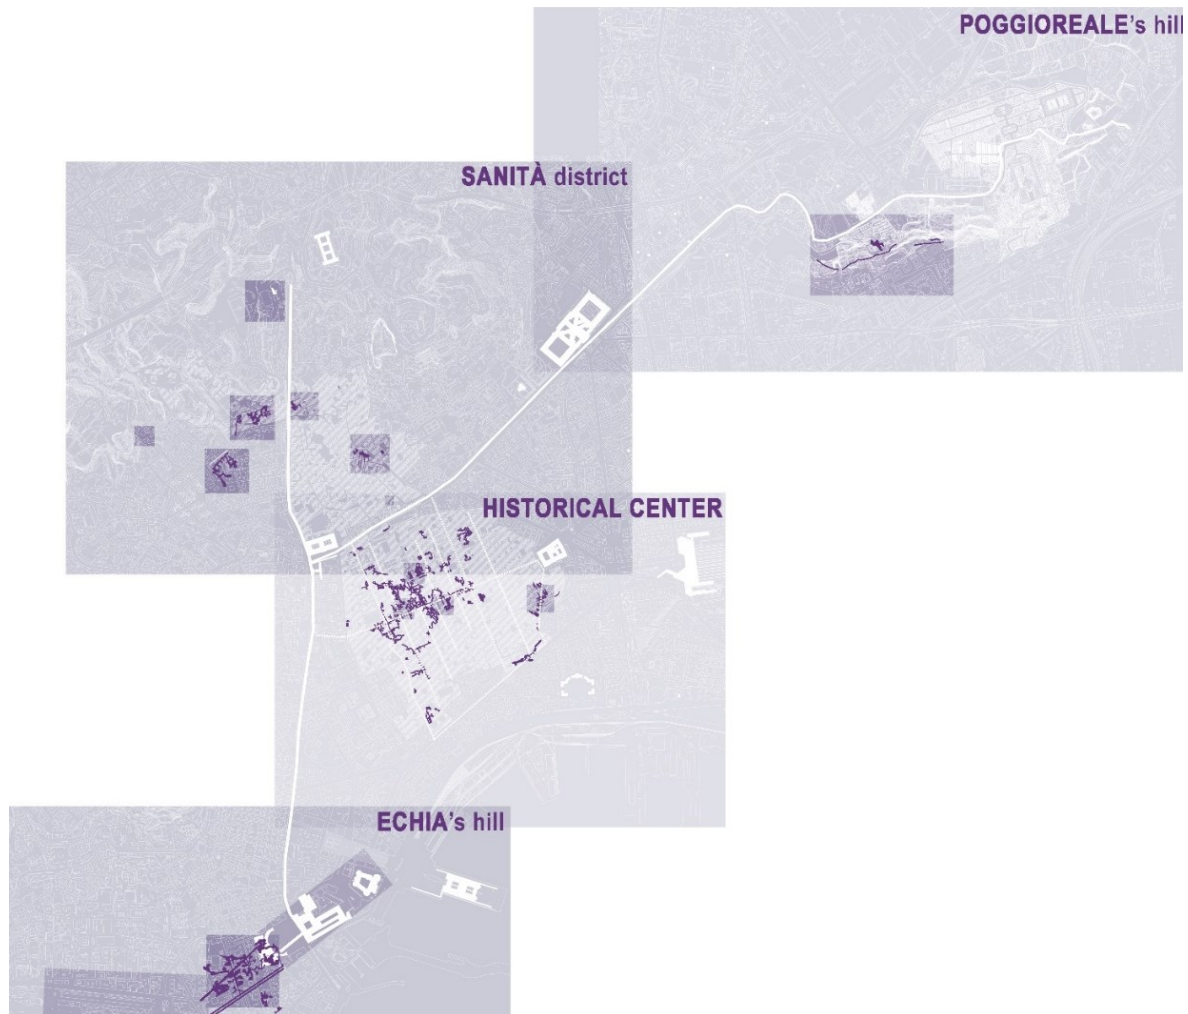 POGGIOREALE's hill
SANITÀ district
HISTORICAL CENTER
ECHIA's hill